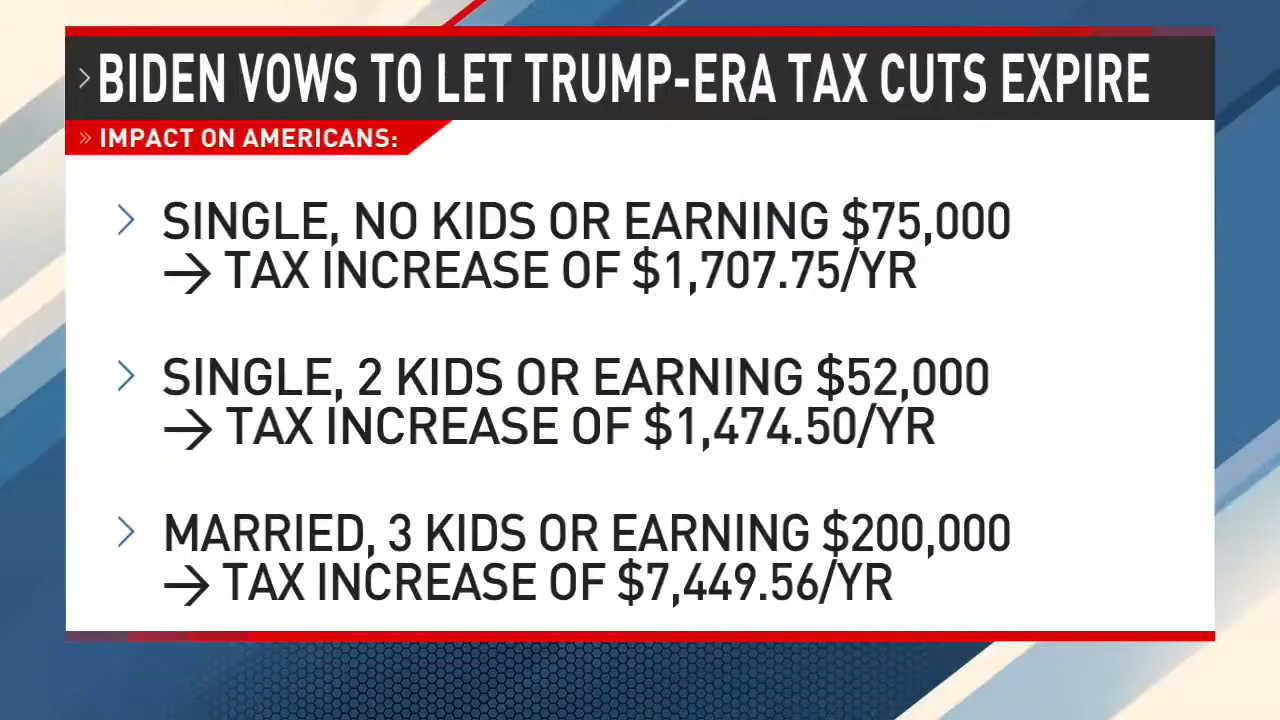 BIDEN VOWS TO LET TRUMP-ERA TAX CUTS EXPIRE
IMPACT ON AMERICANS:
SINGLE, NO KIDS OR EARNING $75,000
→ TAX INCREASE OF $1,707.75/YR
SINGLE, 2 KIDS OR EARNING $52,000
→ TAX INCREASE OF $1,474.50/YR
MARRIED, 3 KIDS OR EARNING $200,000
→ TAX INCREASE OF $7,449.56/YR